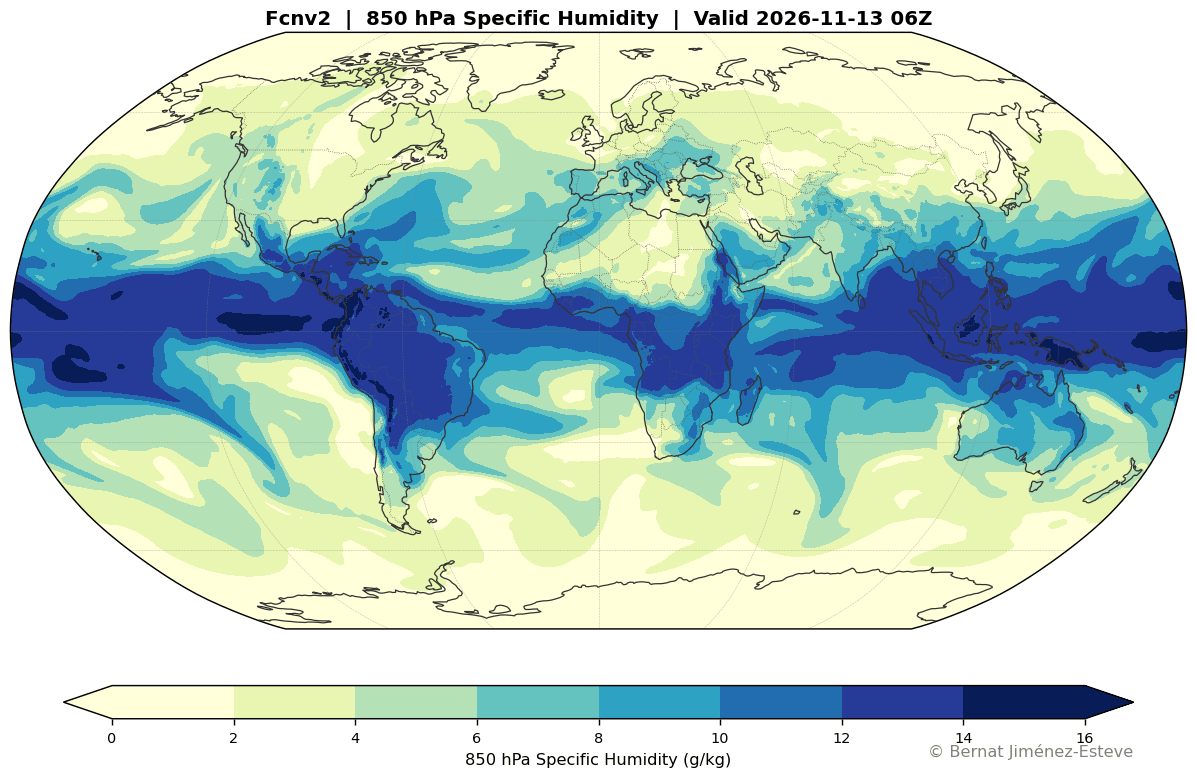 Fcnv2 | 850 hPa Specific Humidity | Valid 2026-11-13 06Z
0 2 4 6 8 10 12 14 16
850 hPa Specific Humidity (g/kg)
© Bernat Jiménez-Esteve